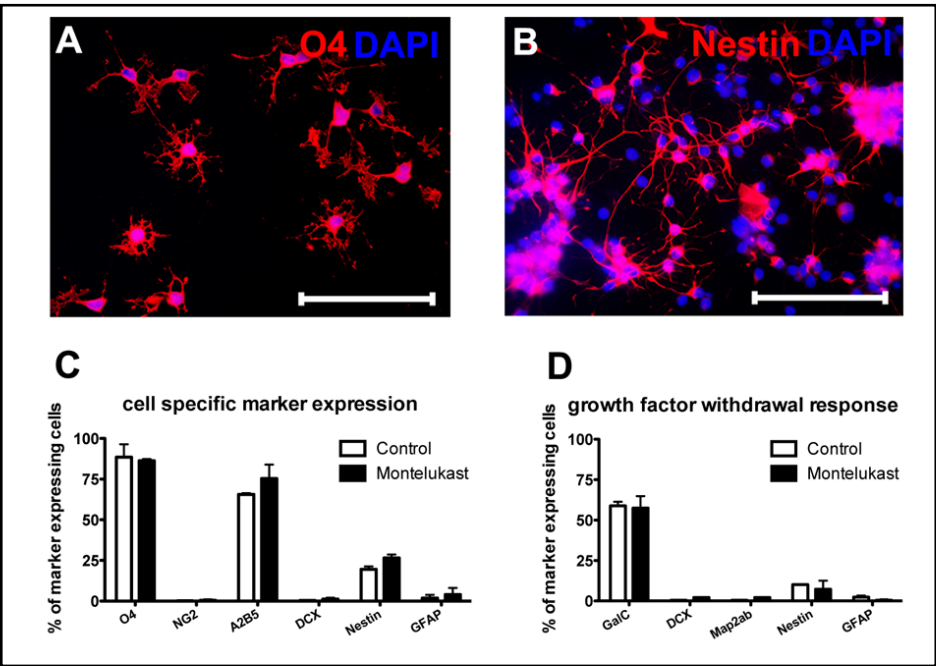 A
O4 DAPI
B
Nestin DAPI
C
cell specific marker expression
% of marker expressing cells
100
75
50
25
0
Control
Montelukast
O4
NG2
A2B5
DCX
Nestin
GFAP
D
growth factor withdrawal response
% of marker expressing cells
100
75
50
25
0
Control
Montelukast
GalC
DCX
Map2ab
Nestin
GFAP